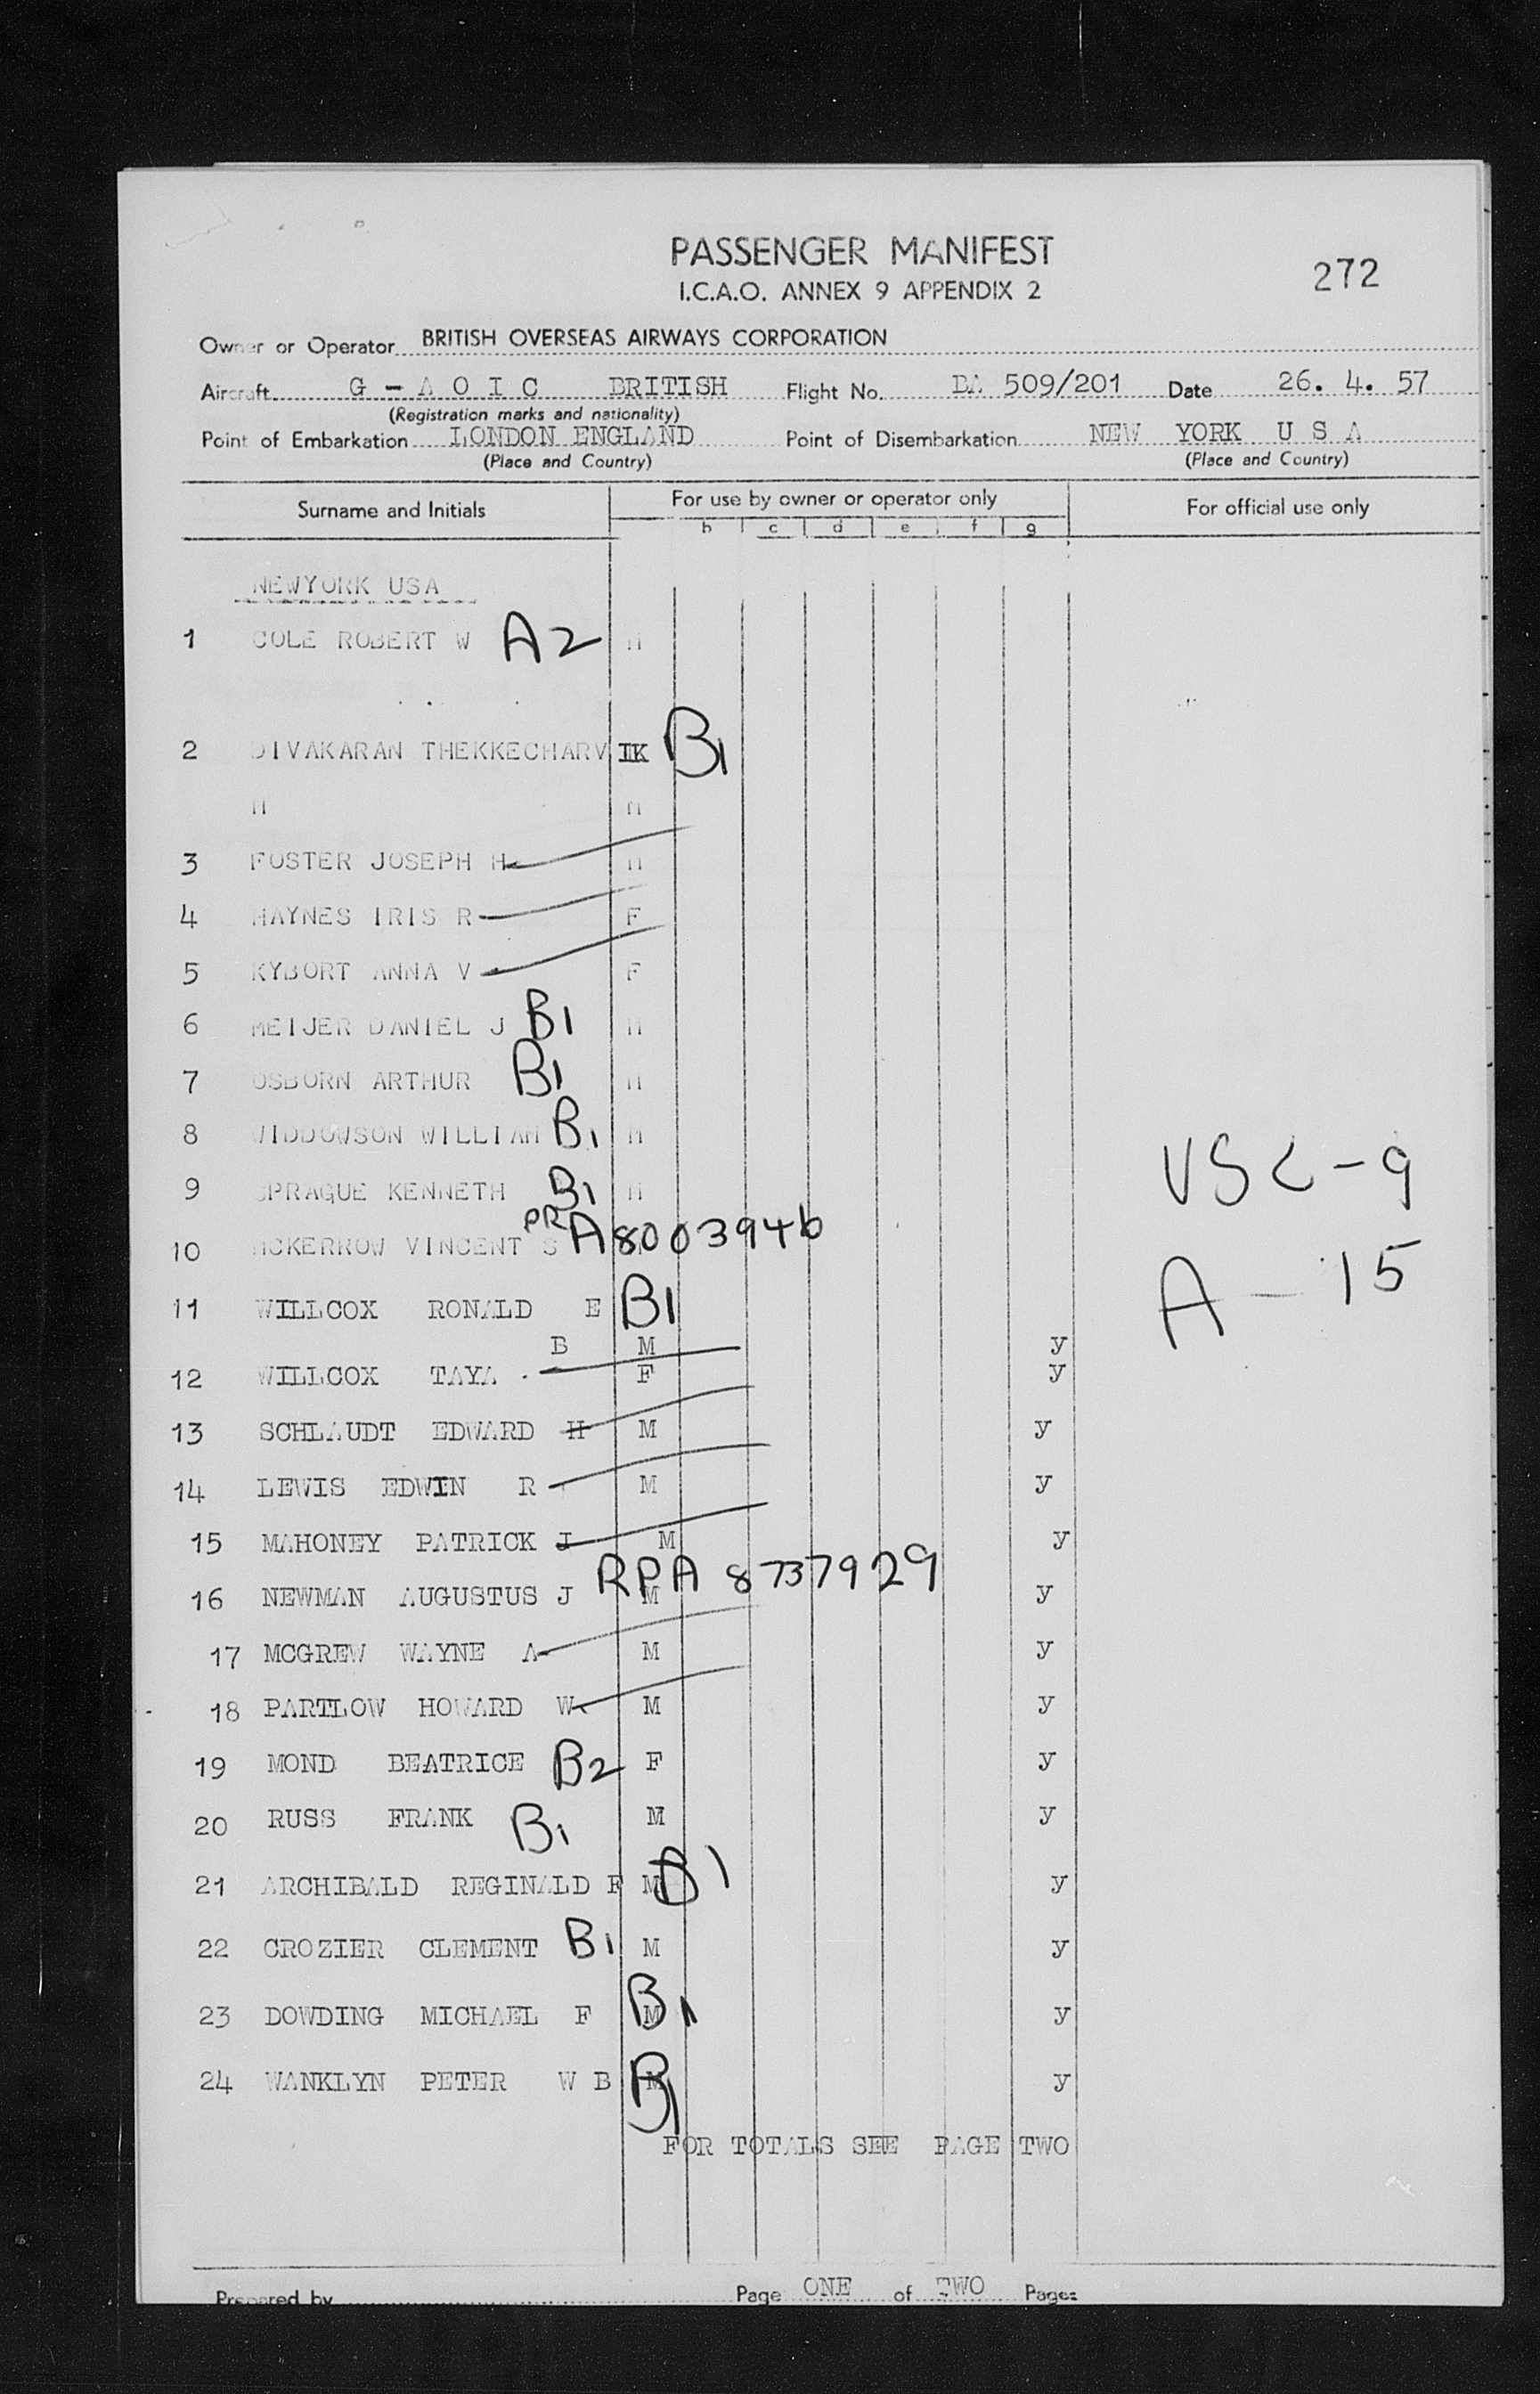 PASSENGER MANIFEST
I.C.A.O. ANNEX 9 APPENDIX 2
272
Owner or Operator BRITISH OVERSEAS AIRWAYS CORPORATION
Aircraft G - A O I C BRITISH Flight No. BA 509/201 Date 26. 4. 57
(Registration marks and nationality)
Point of Embarkation LONDON ENGLAND Point of Disembarkation NEW YORK U S A
(Place and Country) (Place and Country)
Surname and Initials For use by owner or operator only For official use only
b c d e f g
NEWYORK USA
1 COLE ROBERT W A2 M
2 DIVAKARAN THEKKECHARV B1
M M
3 FOSTER JOSEPH H M
4 HAYNES IRIS R F
5 KYBORT ANNA V F
6 MEIJER DANIEL J B1 M
7 OSBORN ARTHUR B1 M
8 WIDDOWSON WILLIAM B1 M
9 SPRAGUE KENNETH B1 M
VSC-9
10 MCKERROW VINCENT S PR A8003946
A-15
11 WILLCOX RONALD E B1
B M y
12 WILLCOX TAYA F y
13 SCHLAUDT EDWARD H M y
14 LEWIS EDWIN R M y
15 MAHONEY PATRICK J M y
16 NEWMAN AUGUSTUS J RPA 8737929 M y
17 MCGREW WAYNE A M y
18 PARTLOW HOWARD W M y
19 MOND BEATRICE B2 F y
20 RUSS FRANK B1 M y
21 ARCHIBALD REGINALD F M B1 y
22 CROZIER CLEMENT B1 M y
23 DOWDING MICHAEL F B1 M y
24 WANKLYN PETER W B B1 M y
FOR TOTALS SEE PAGE TWO
Prepared by Page ONE of TWO Pages